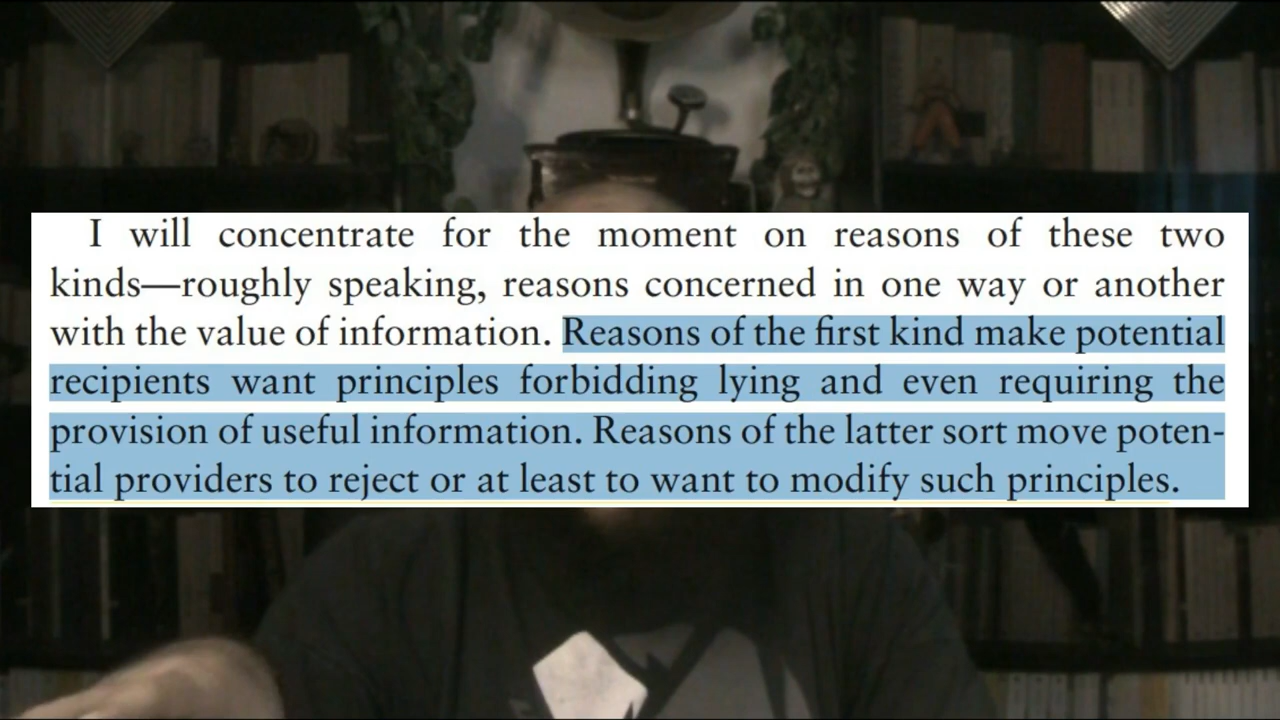 I will concentrate for the moment on reasons of these two
kinds—roughly speaking, reasons concerned in one way or another
with the value of information. Reasons of the first kind make potential
recipients want principles forbidding lying and even requiring the
provision of useful information. Reasons of the latter sort move poten-
tial providers to reject or at least to want to modify such principles.